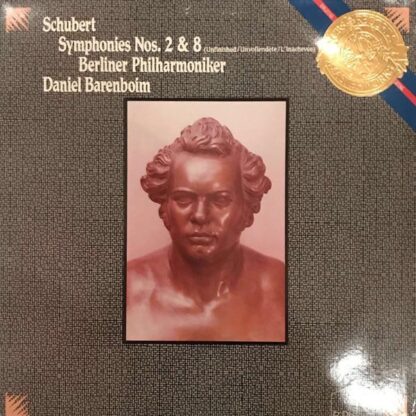 Schubert
Symphonies Nos. 2 & 8 (Unfinished/Unvollendete/L'Inachevée)
Berliner Philharmoniker
Daniel Barenboim